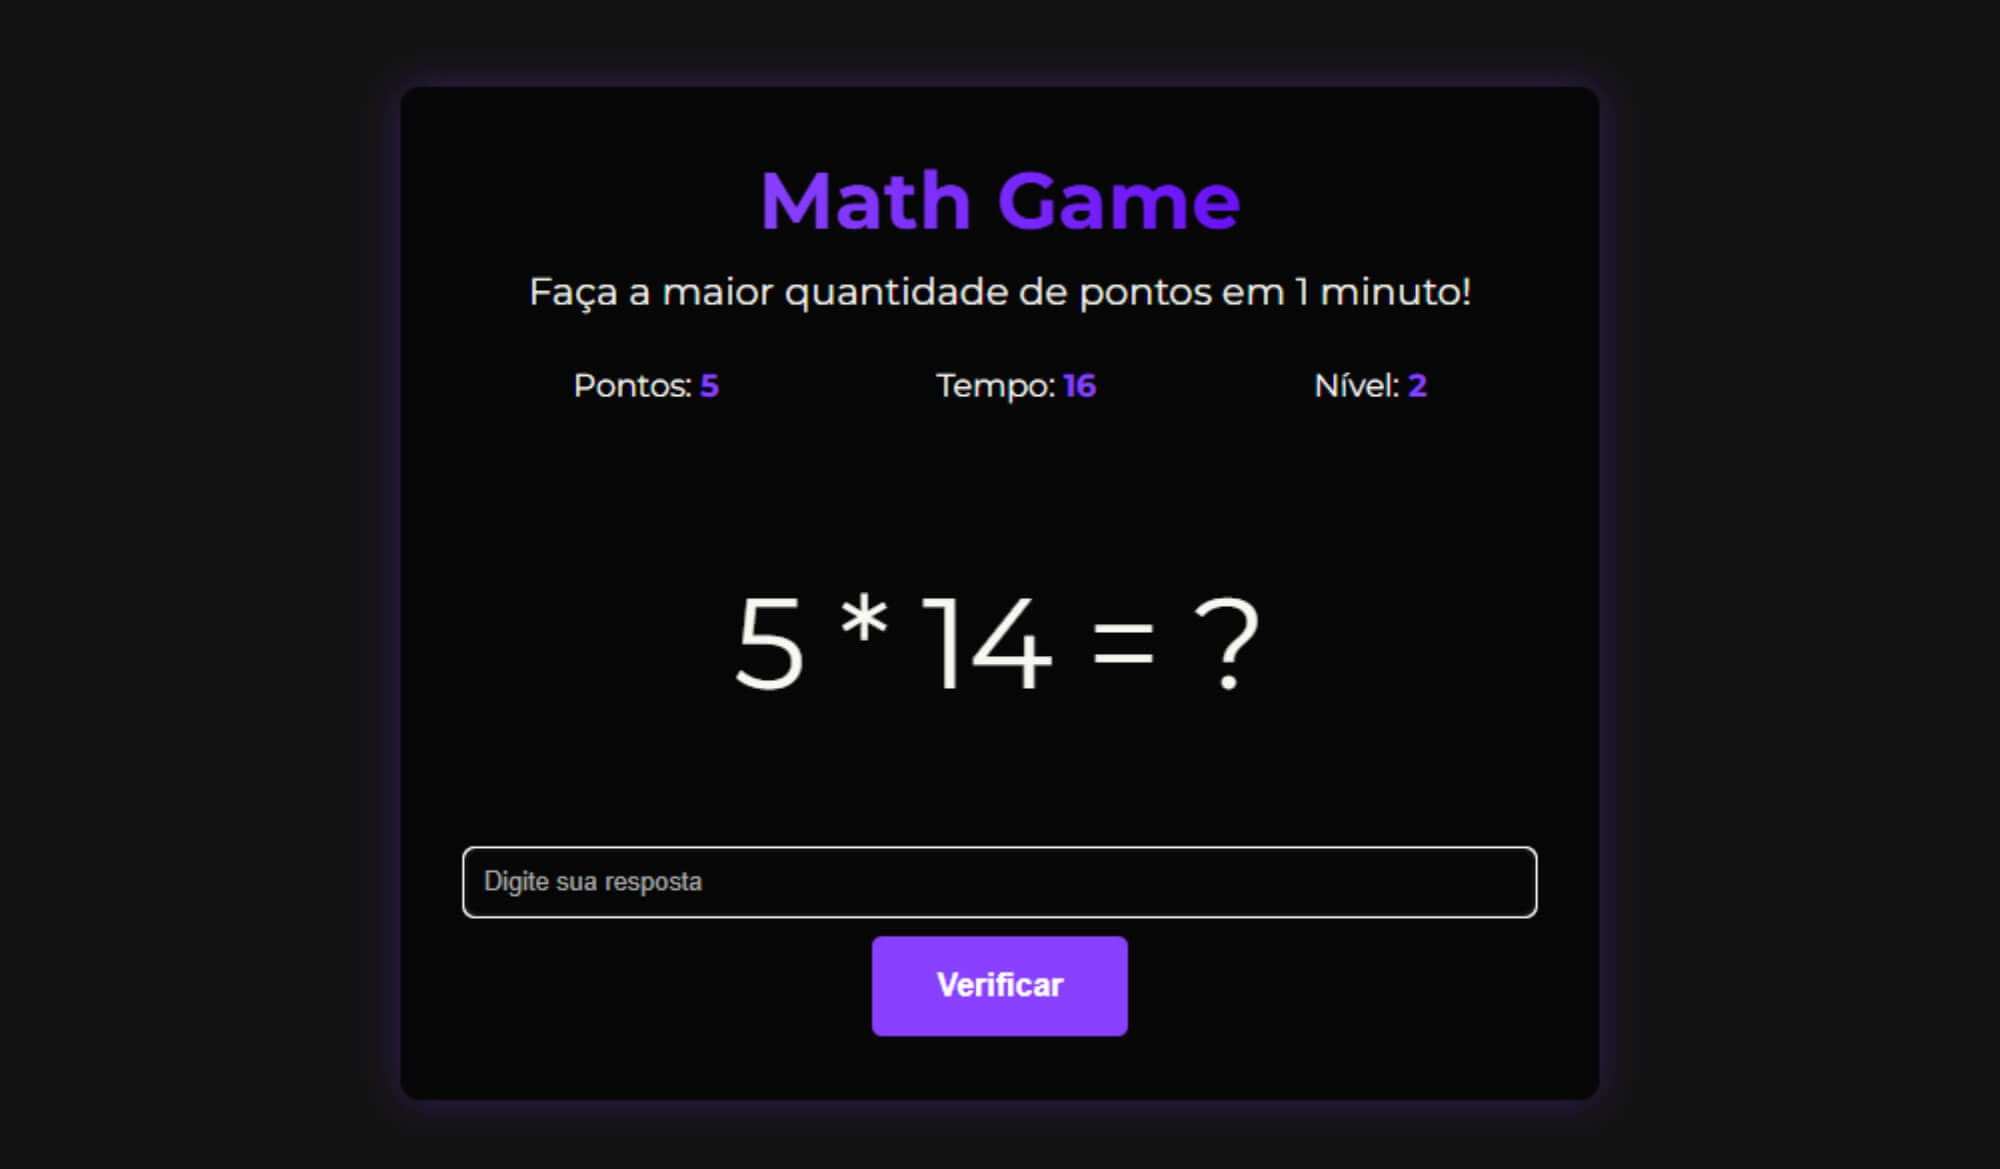 Math Game
Faça a maior quantidade de pontos em 1 minuto!
Pontos: 5 Tempo: 16 Nível: 2
5 * 14 = ?
Digite sua resposta
Verificar